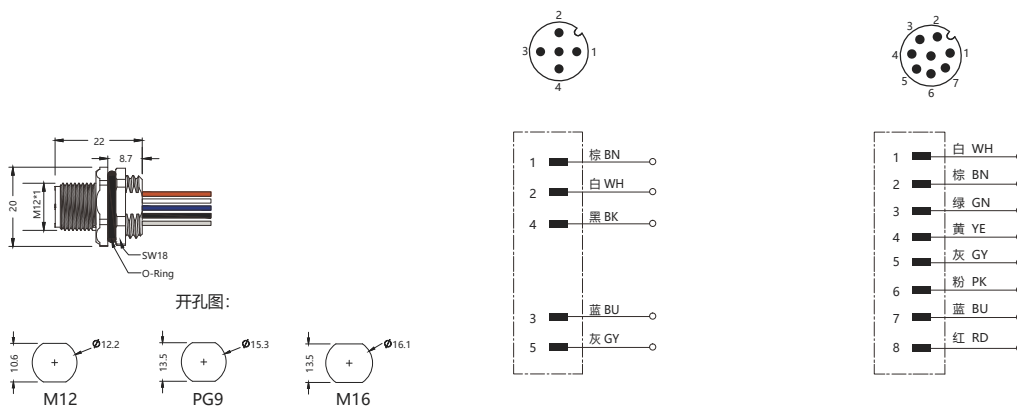 22
8.7
20
M12*1
SW18
O-Ring
开孔图：
10.6
Ø12.2
M12
13.5
Ø15.3
PG9
13.5
Ø16.1
M16
2
3
1
4
1 棕 BN
2 白 WH
4 黑 BK
3 蓝 BU
5 灰 GY
3
2
4
1
5
7
6
1 白 WH
2 棕 BN
3 绿 GN
4 黄 YE
5 灰 GY
6 粉 PK
7 蓝 BU
8 红 RD